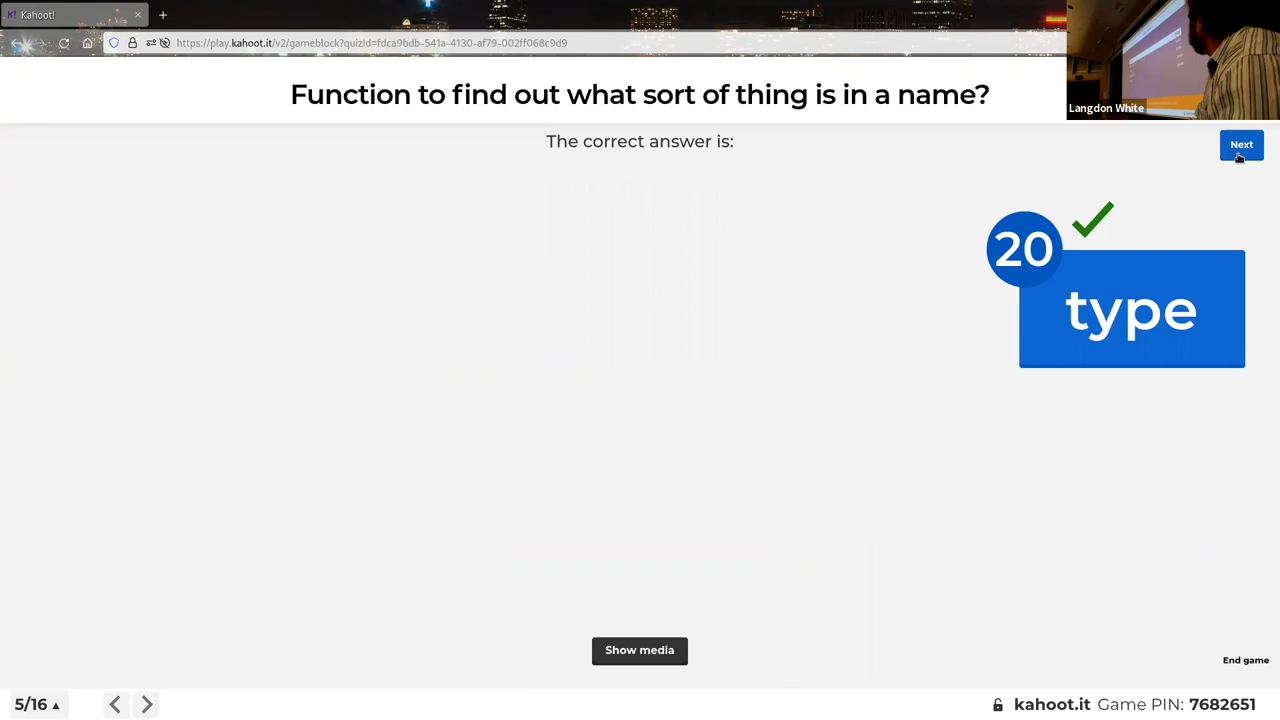 Kahoot!
https://play.kahoot.it/v2/gameblock?quizId=fdca9bdb-541a-4130-af79-002ff068c9d9
Function to find out what sort of thing is in a name?
Langdon White
The correct answer is:
Next
20
type
Show media
End game
5/16
kahoot.it Game PIN: 7682651